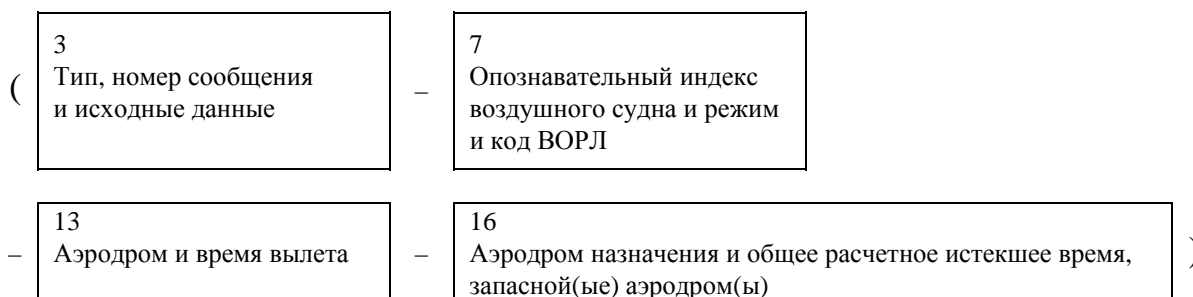 3
Тип, номер сообщения
и исходные данные
(
–
7
Опознавательный индекс
воздушного судна и режим
и код ВОРЛ
–
13
Аэродром и время вылета
–
16
Аэродром назначения и общее расчетное истекшее время,
запасной(ые) аэродром(ы)
)